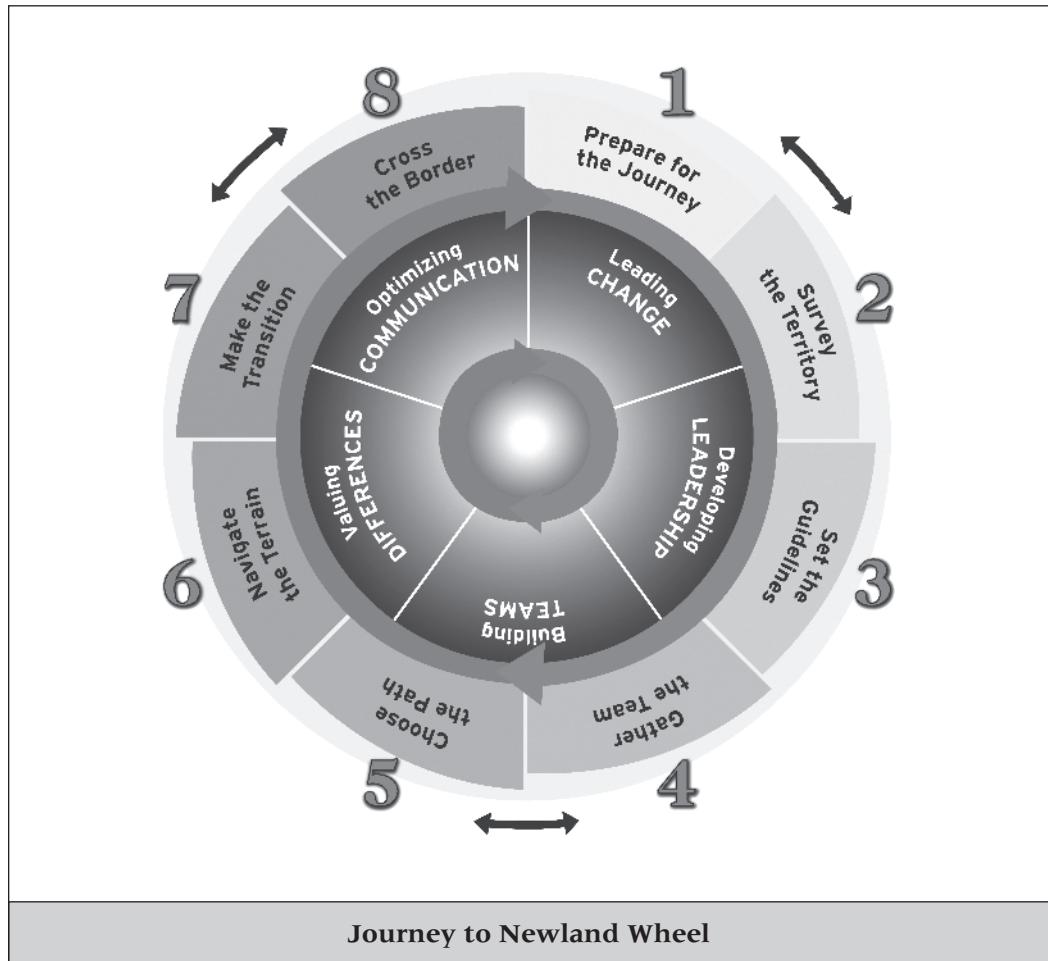 1
Prepare for
the Journey
2
Survey
the Territory
3
Set the
Guidelines
4
Gather
the Team
5
Choose
the Path
6
Navigate
the Terrain
7
Make the
Transition
8
Cross
the Border
Leading
CHANGE
Developing
LEADERSHIP
Building
TEAMS
Valuing
DIFFERENCES
Optimizing
COMMUNICATION
Journey to Newland Wheel